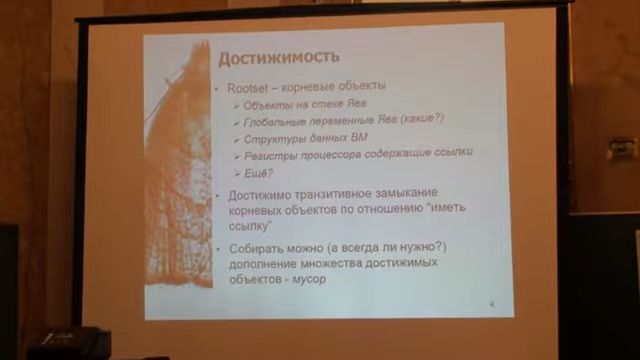 Достижимость
• Rootset – корневые объекты
➢ Объекты на стеке Ява
➢ Глобальные переменные Ява (какие?)
➢ Структуры данных ВМ
➢ Регистры процессора содержащие ссылки
➢ Ещё?
• Достижимо транзитивное замыкание
корневых объектов по отношению "иметь
ссылку"
• Собирать можно (а всегда ли нужно?)
дополнение множества достижимых
объектов - мусор
4